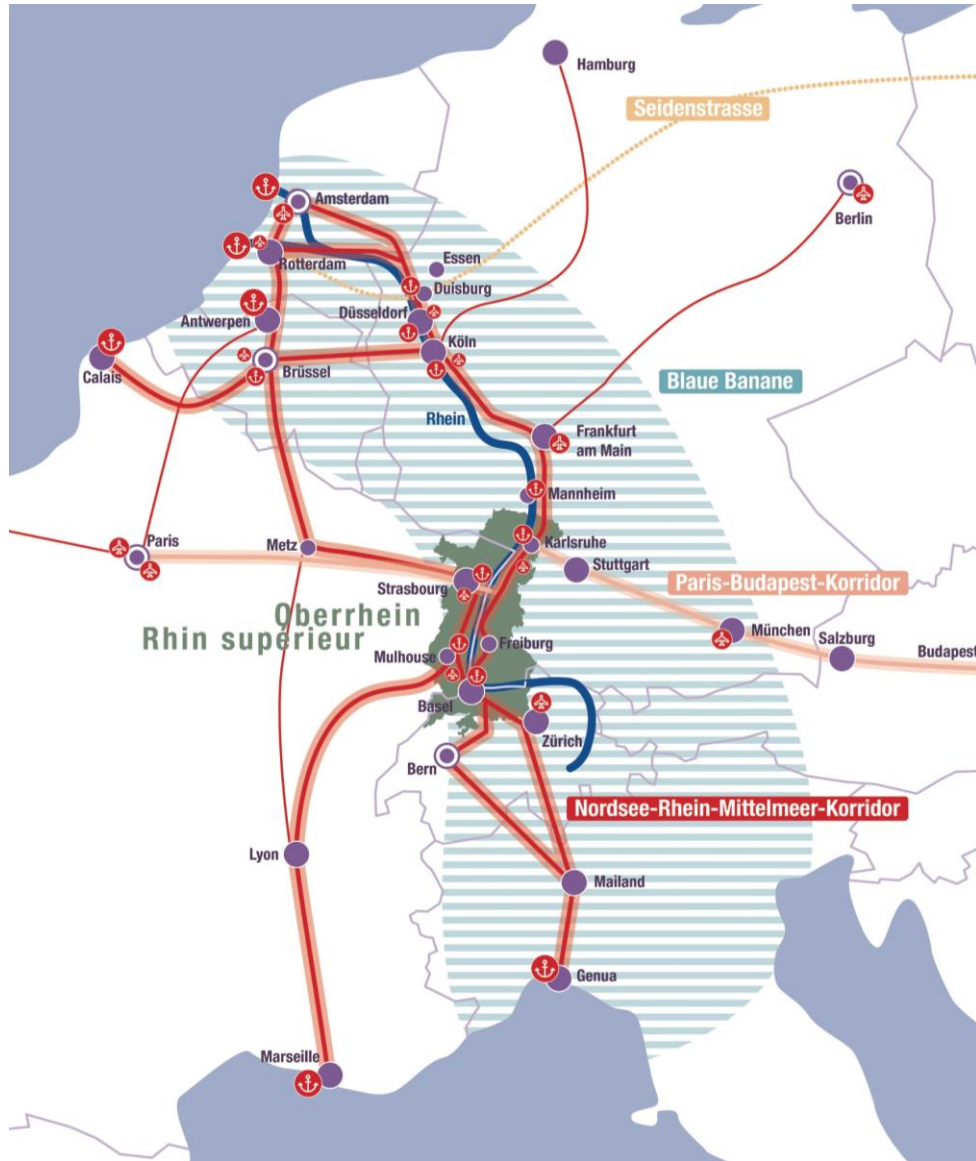 Hamburg
Seidenstrasse
Amsterdam
Berlin
Rotterdam
Essen
Duisburg
Antwerpen
Düsseldorf
Köln
Calais
Brüssel
Blaue Banane
Rhein
Frankfurt
am Main
Mannheim
Paris
Metz
Karlsruhe
Stuttgart
Strasbourg
Paris-Budapest-Korridor
Oberrhein
Rhin supérieur
München
Salzburg
Budapest
Mulhouse
Freiburg
Basel
Zürich
Bern
Nordsee-Rhein-Mittelmeer-Korridor
Lyon
Mailand
Genua
Marseille